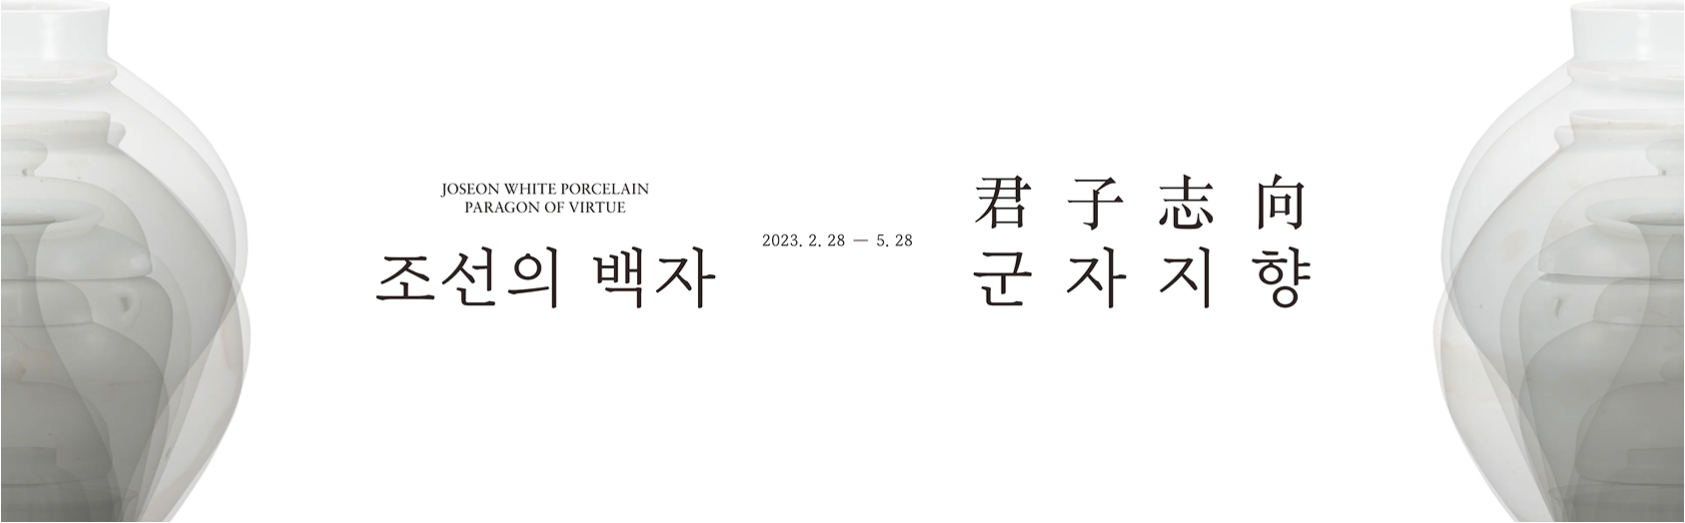 JOSEON WHITE PORCELAIN
PARAGON OF VIRTUE
조선의 백자
2023. 2. 28 — 5. 28
君子志向
군자지향